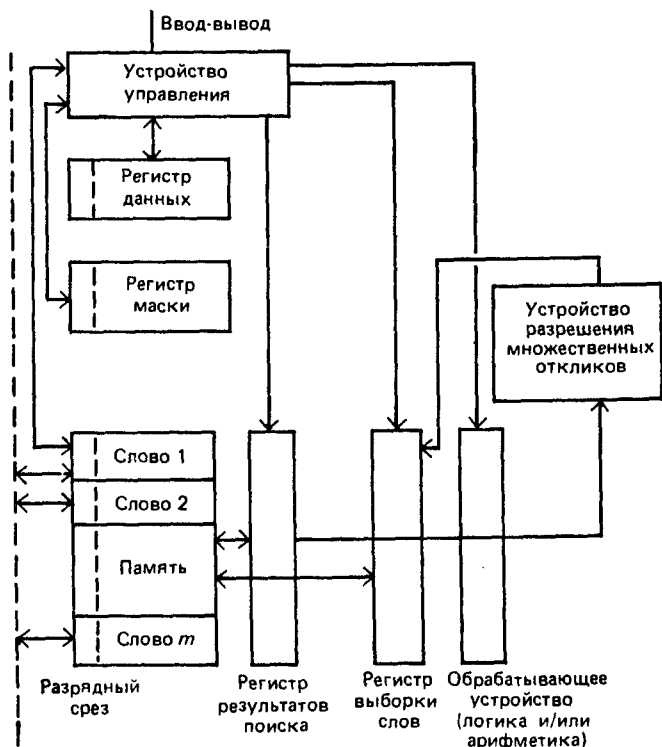 Ввод-вывод
Устройство
управления
Регистр
данных
Регистр
маски
Устройство
разрешения
множественных
откликов
Слово 1
Слово 2
Память
Слово m
Разрядный
срез
Регистр
результатов
поиска
Регистр
выборки
слов
Обрабатывающее
устройство
(логика и/или
арифметика)